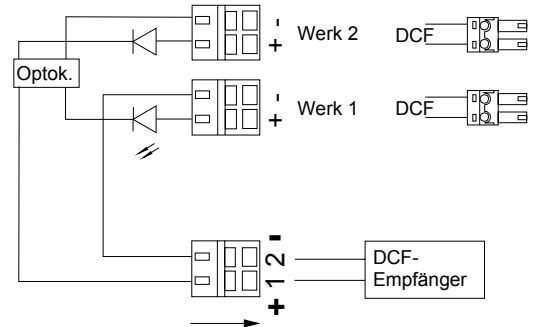 -
+
Werk 2
DCF
Optok.
-
+
Werk 1
DCF
-
2
1
+
DCF-
Empfänger